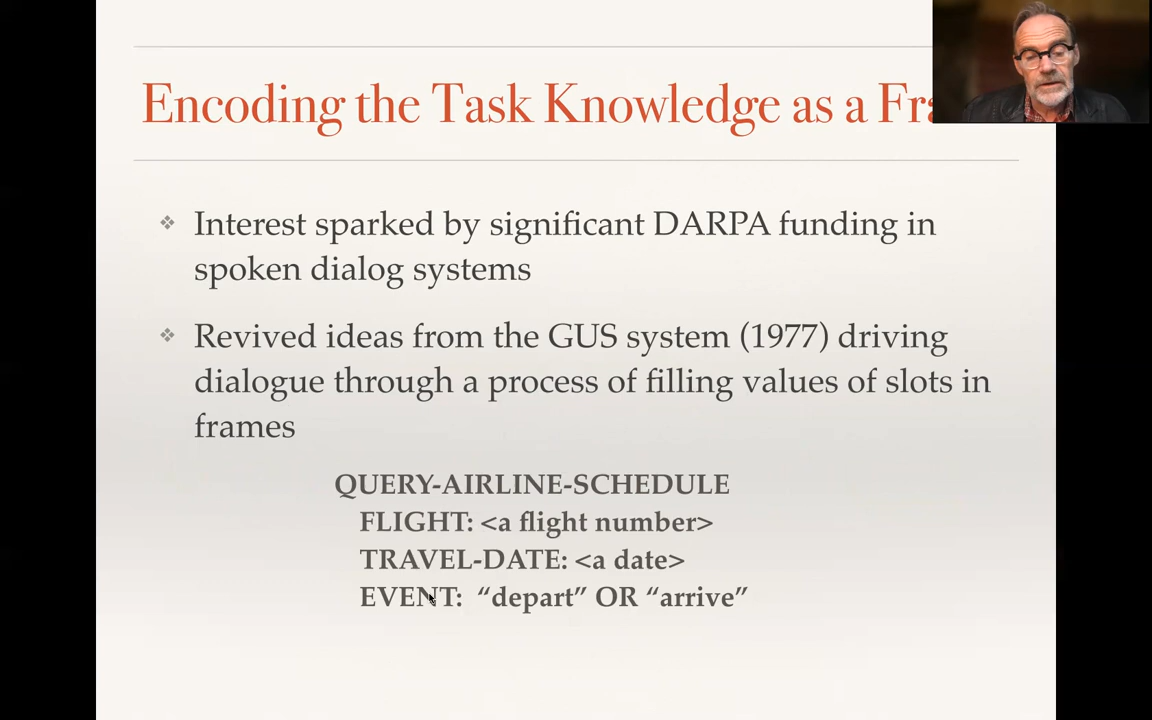 Encoding the Task Knowledge as a
❖ Interest sparked by significant DARPA funding in
spoken dialog systems
❖ Revived ideas from the GUS system (1977) driving
dialogue through a process of filling values of slots in
frames
QUERY-AIRLINE-SCHEDULE
FLIGHT: <a flight number>
TRAVEL-DATE: <a date>
EVENT: “depart” OR “arrive”